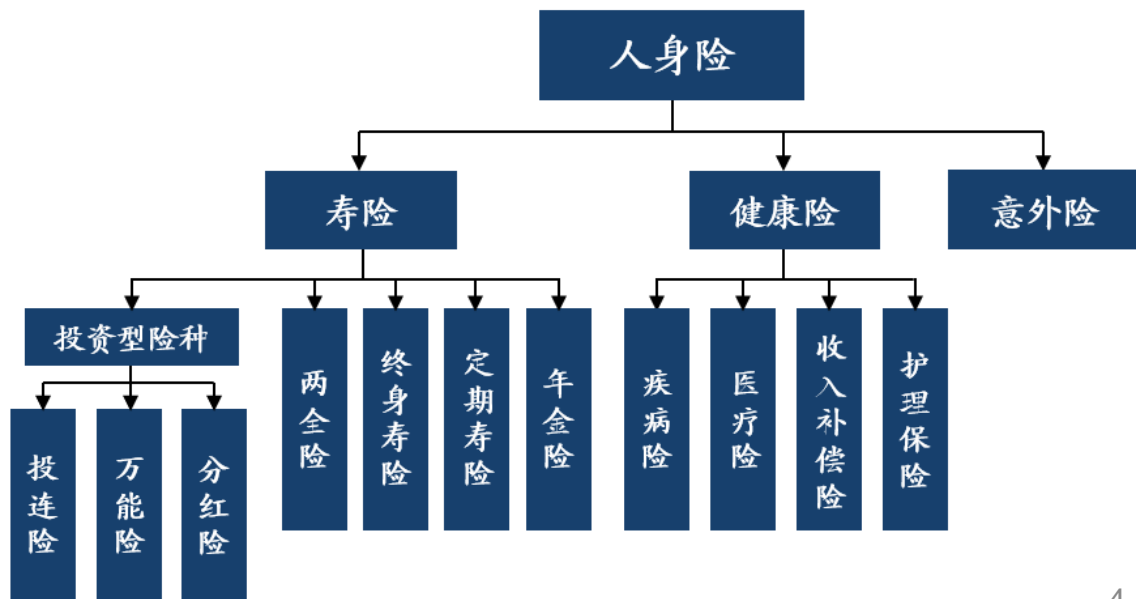 人身险
寿险
健康险
意外险
投资型险种
两全险
终身寿险
定期寿险
年金险
疾病险
医疗险
收入补偿险
护理保险
投连险
万能险
分红险
4